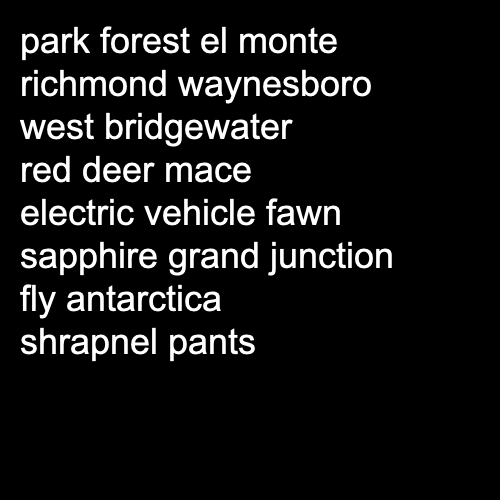 park forest el monte
richmond waynesboro
west bridgewater
red deer mace
electric vehicle fawn
sapphire grand junction
fly antarctica
shrapnel pants